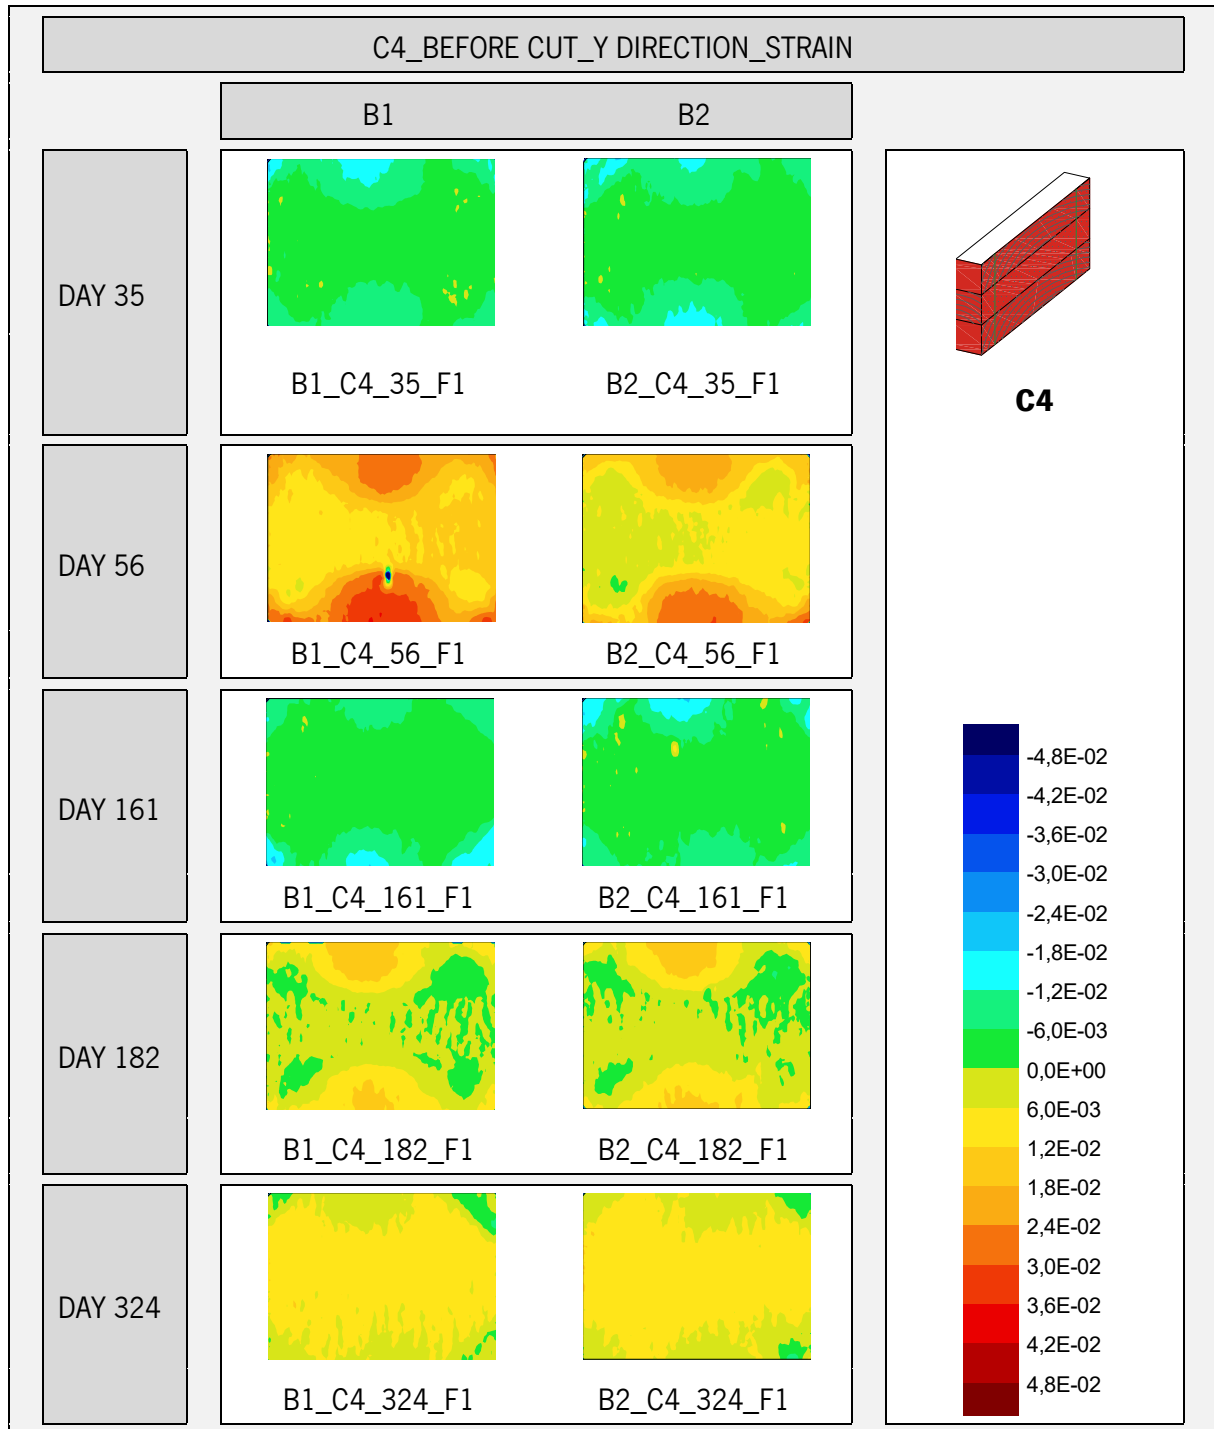 C4_BEFORE CUT_Y DIRECTION_STRAIN
B1
B2
DAY 35
B1_C4_35_F1
B2_C4_35_F1
C4
DAY 56
B1_C4_56_F1
B2_C4_56_F1
DAY 161
B1_C4_161_F1
B2_C4_161_F1
DAY 182
B1_C4_182_F1
B2_C4_182_F1
DAY 324
B1_C4_324_F1
B2_C4_324_F1
-4,8E-02
-4,2E-02
-3,6E-02
-3,0E-02
-2,4E-02
-1,8E-02
-1,2E-02
-6,0E-03
0,0E+00
6,0E-03
1,2E-02
1,8E-02
2,4E-02
3,0E-02
3,6E-02
4,2E-02
4,8E-02